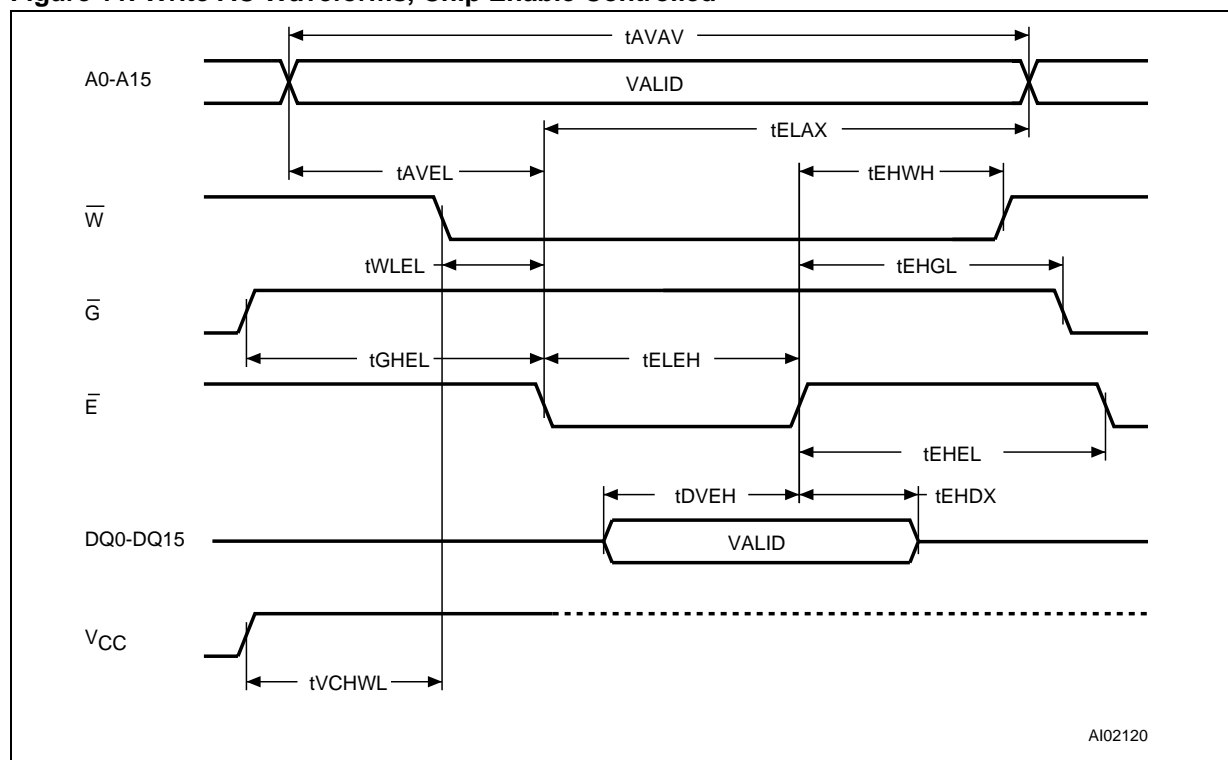 Figure Write AC Waveforms, Chip Enable Controlled
tAVAV
A0-A15
VALID
tELAX
tAVEL
tEHWH
W̅
tWLEL
tEHGL
G̅
tGHEL
tELEH
E̅
tEHEL
tDVEH
tEHDX
DQ0-DQ15
VALID
VCC
tVCHWL
AI02120